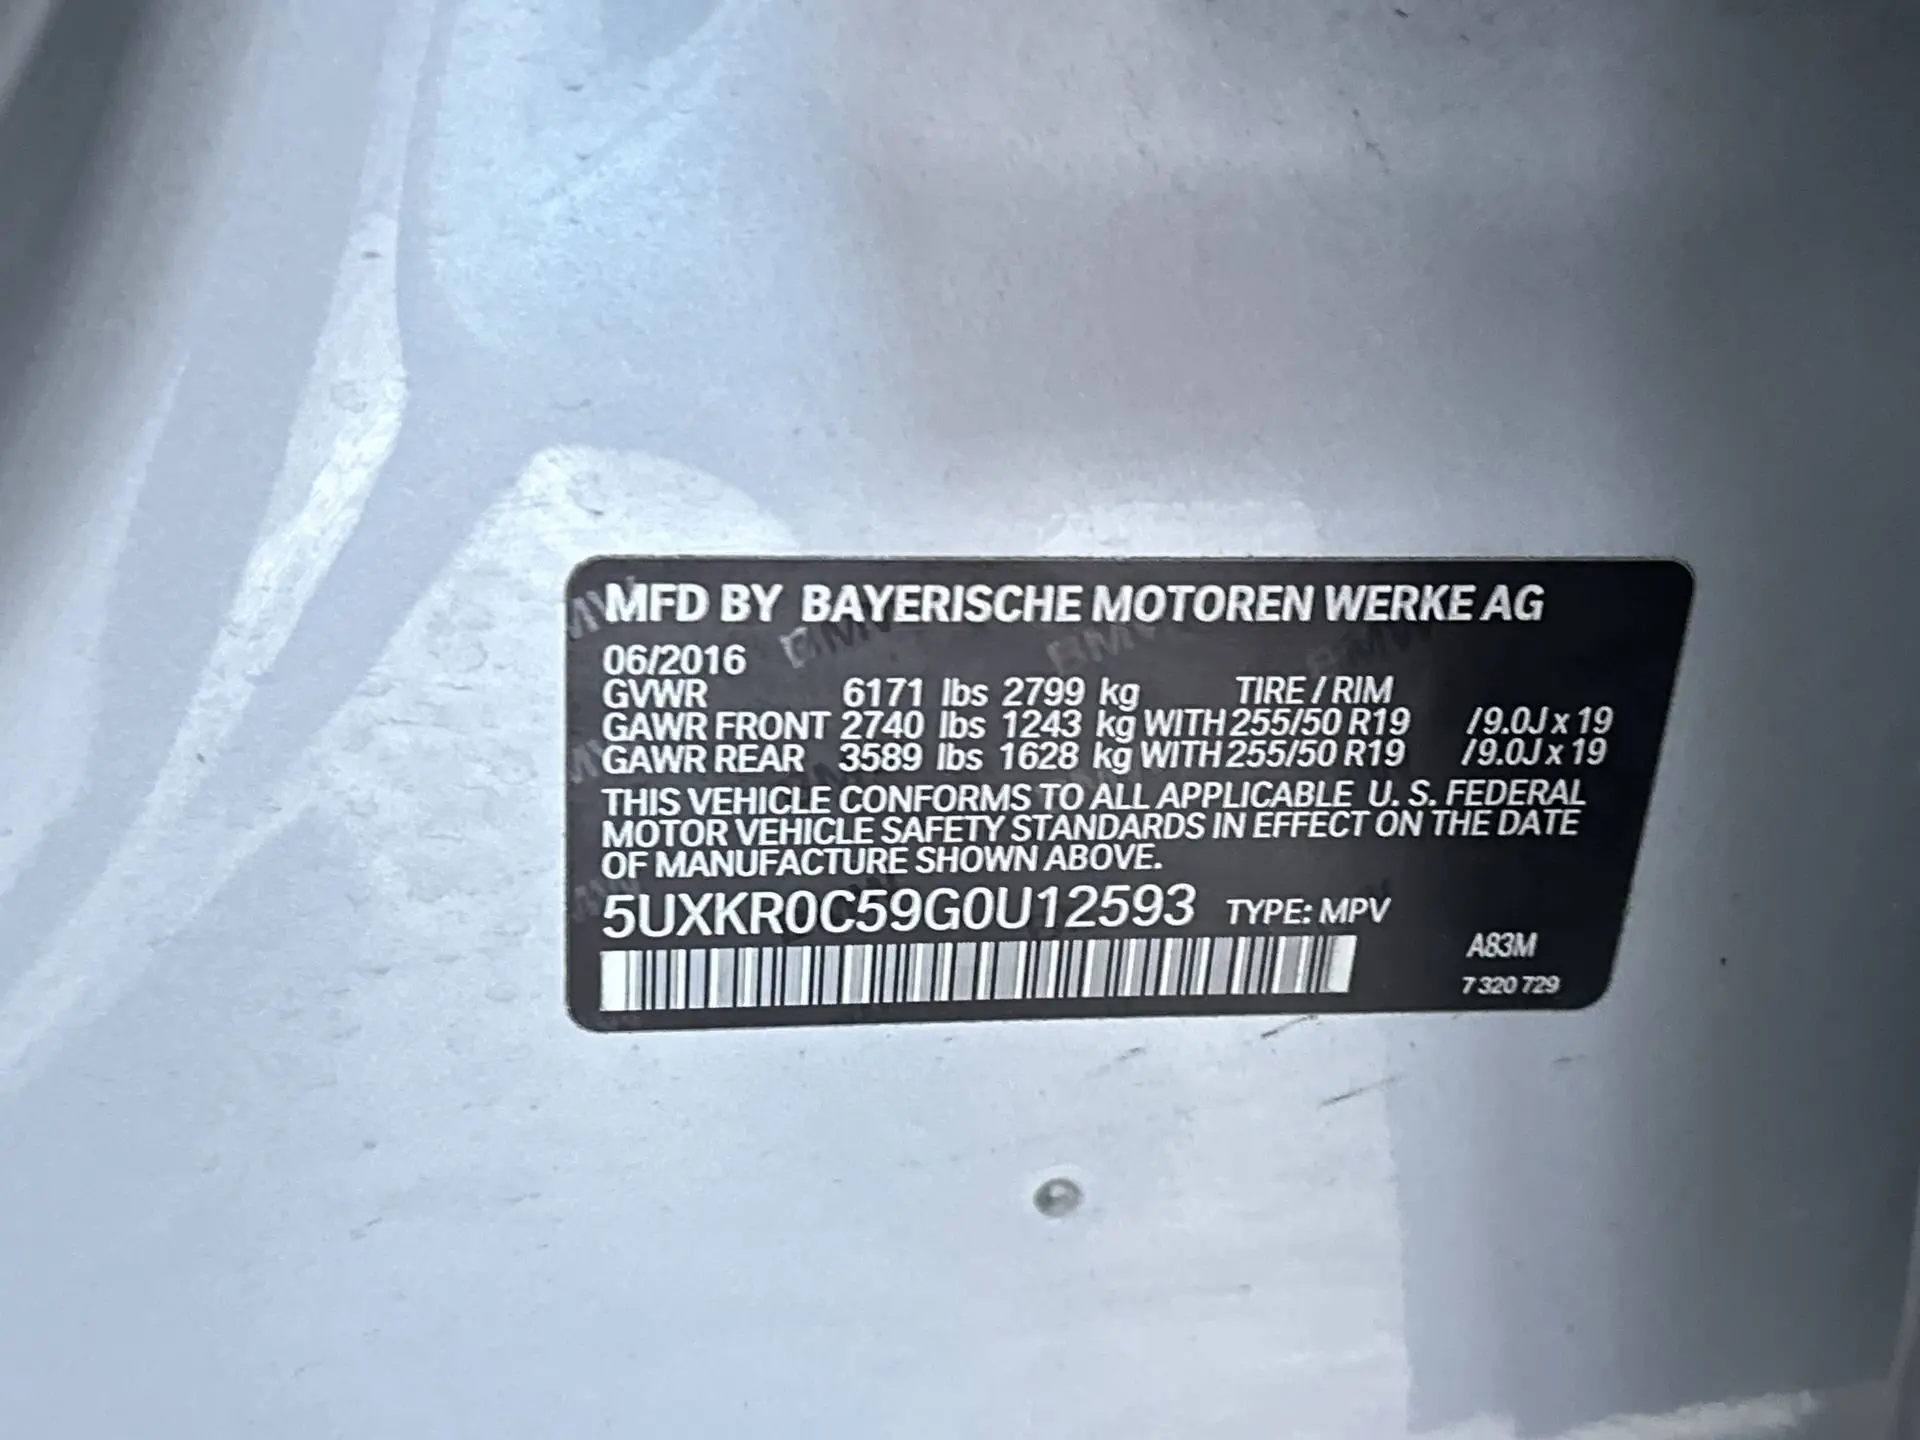 MFD BY BAYERISCHE MOTOREN WERKE AG
06/2016
GVWR 6171 lbs 2799 kg TIRE / RIM
GAWR FRONT 2740 lbs 1243 kg WITH 255/50 R19 /9.0J x 19
GAWR REAR 3589 lbs 1628 kg WITH 255/50 R19 /9.0J x 19
THIS VEHICLE CONFORMS TO ALL APPLICABLE U. S. FEDERAL
MOTOR VEHICLE SAFETY STANDARDS IN EFFECT ON THE DATE
OF MANUFACTURE SHOWN ABOVE.
5UXKR0C59G0U12593 TYPE: MPV
A83M
7 320 729